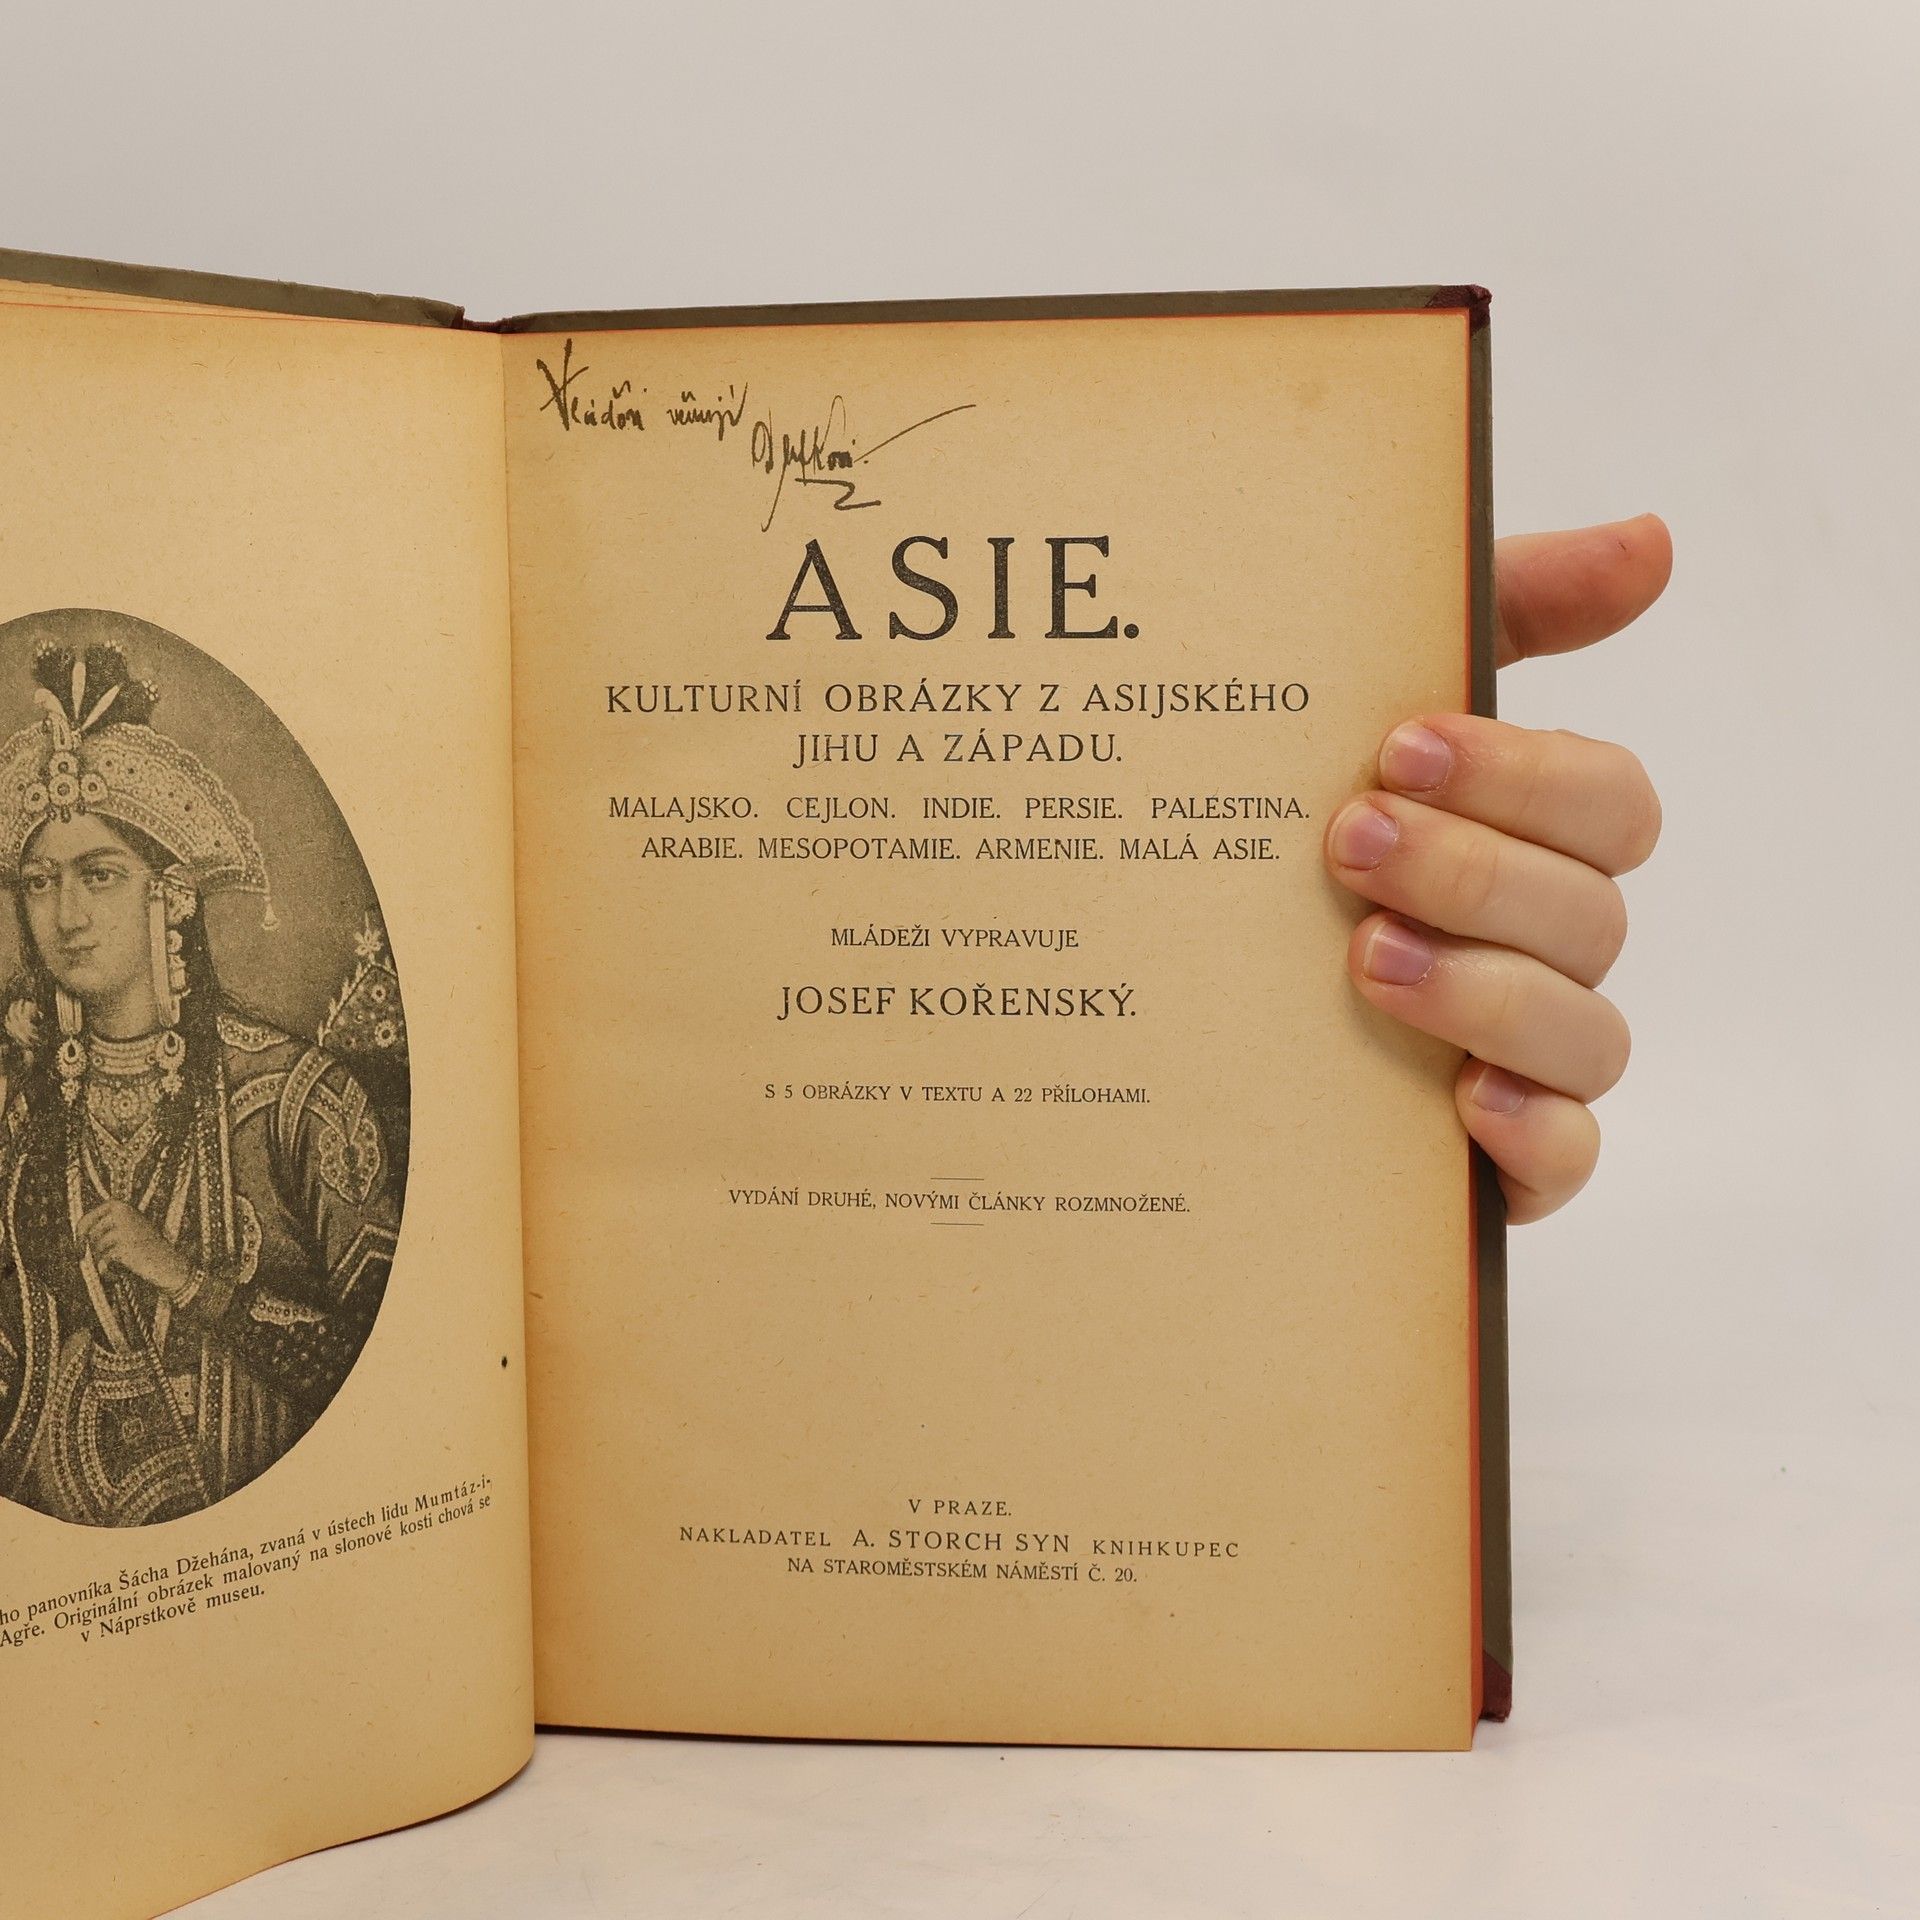 ho panovníka Šácha Džehána, zvaná v ústech lidu Mumtáz-i-
Agře. Originální obrázek malovaný na slonové kosti chová se
v Náprstkově museu.
věnuji
ASIE.
KULTURNÍ OBRÁZKY Z ASIJSKÉHO
JIHU A ZÁPADU.
MALAJSKO. CEJLON. INDIE. PERSIE. PALESTINA.
ARABIE. MESOPOTAMIE. ARMENIE. MALÁ ASIE.
MLÁDEŽI VYPRAVUJE
JOSEF KOŘENSKÝ.
S 5 OBRÁZKY V TEXTU A 22 PŘÍLOHAMI.
VYDÁNÍ DRUHÉ, NOVÝMI ČLÁNKY ROZMNOŽENÉ.
V PRAZE.
NAKLADATEL A. STORCH SYN KNIHKUPEC
NA STAROMĚSTSKÉM NÁMĚSTÍ Č. 20.